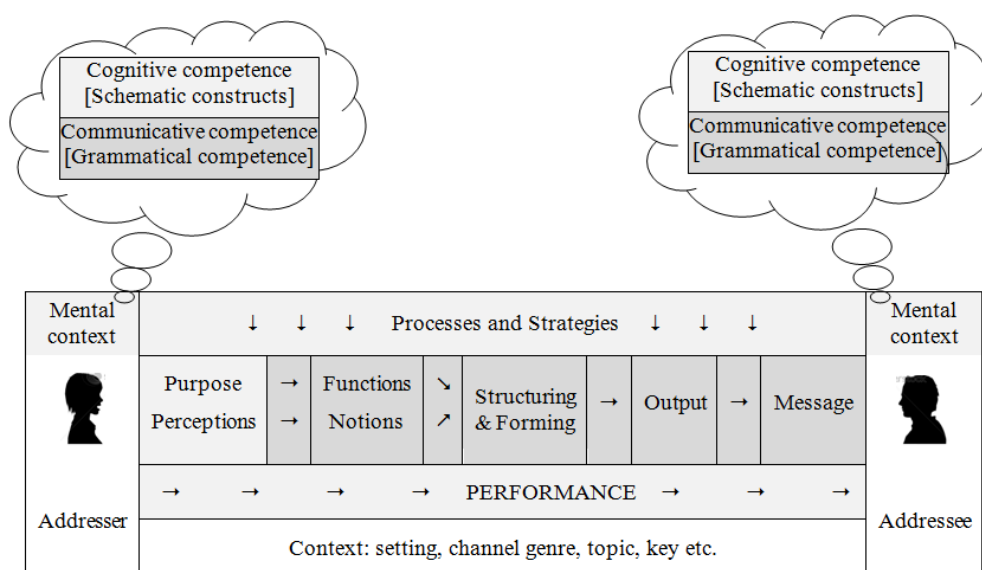 Cognitive competence
[Schematic constructs]
Communicative competence
[Grammatical competence]
Cognitive competence
[Schematic constructs]
Communicative competence
[Grammatical competence]
Mental
context
↓ ↓ ↓ Processes and Strategies ↓ ↓ ↓
Mental
context
Purpose → Functions ↘
Perceptions → Notions ↗
Structuring
& Forming
→ Output → Message
→ → → → PERFORMANCE → → →
Addresser
Addressee
Context: setting, channel genre, topic, key etc.